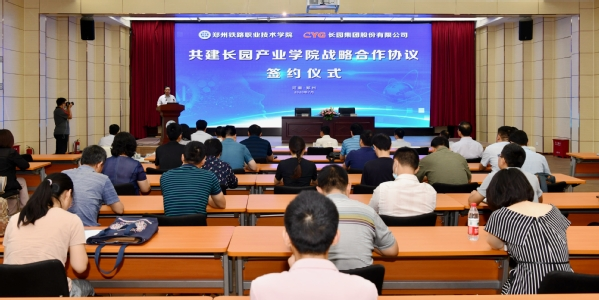 郑州铁路职业技术学院 CYG 长园集团股份有限公司
共建长园产业学院战略合作协议
签约仪式